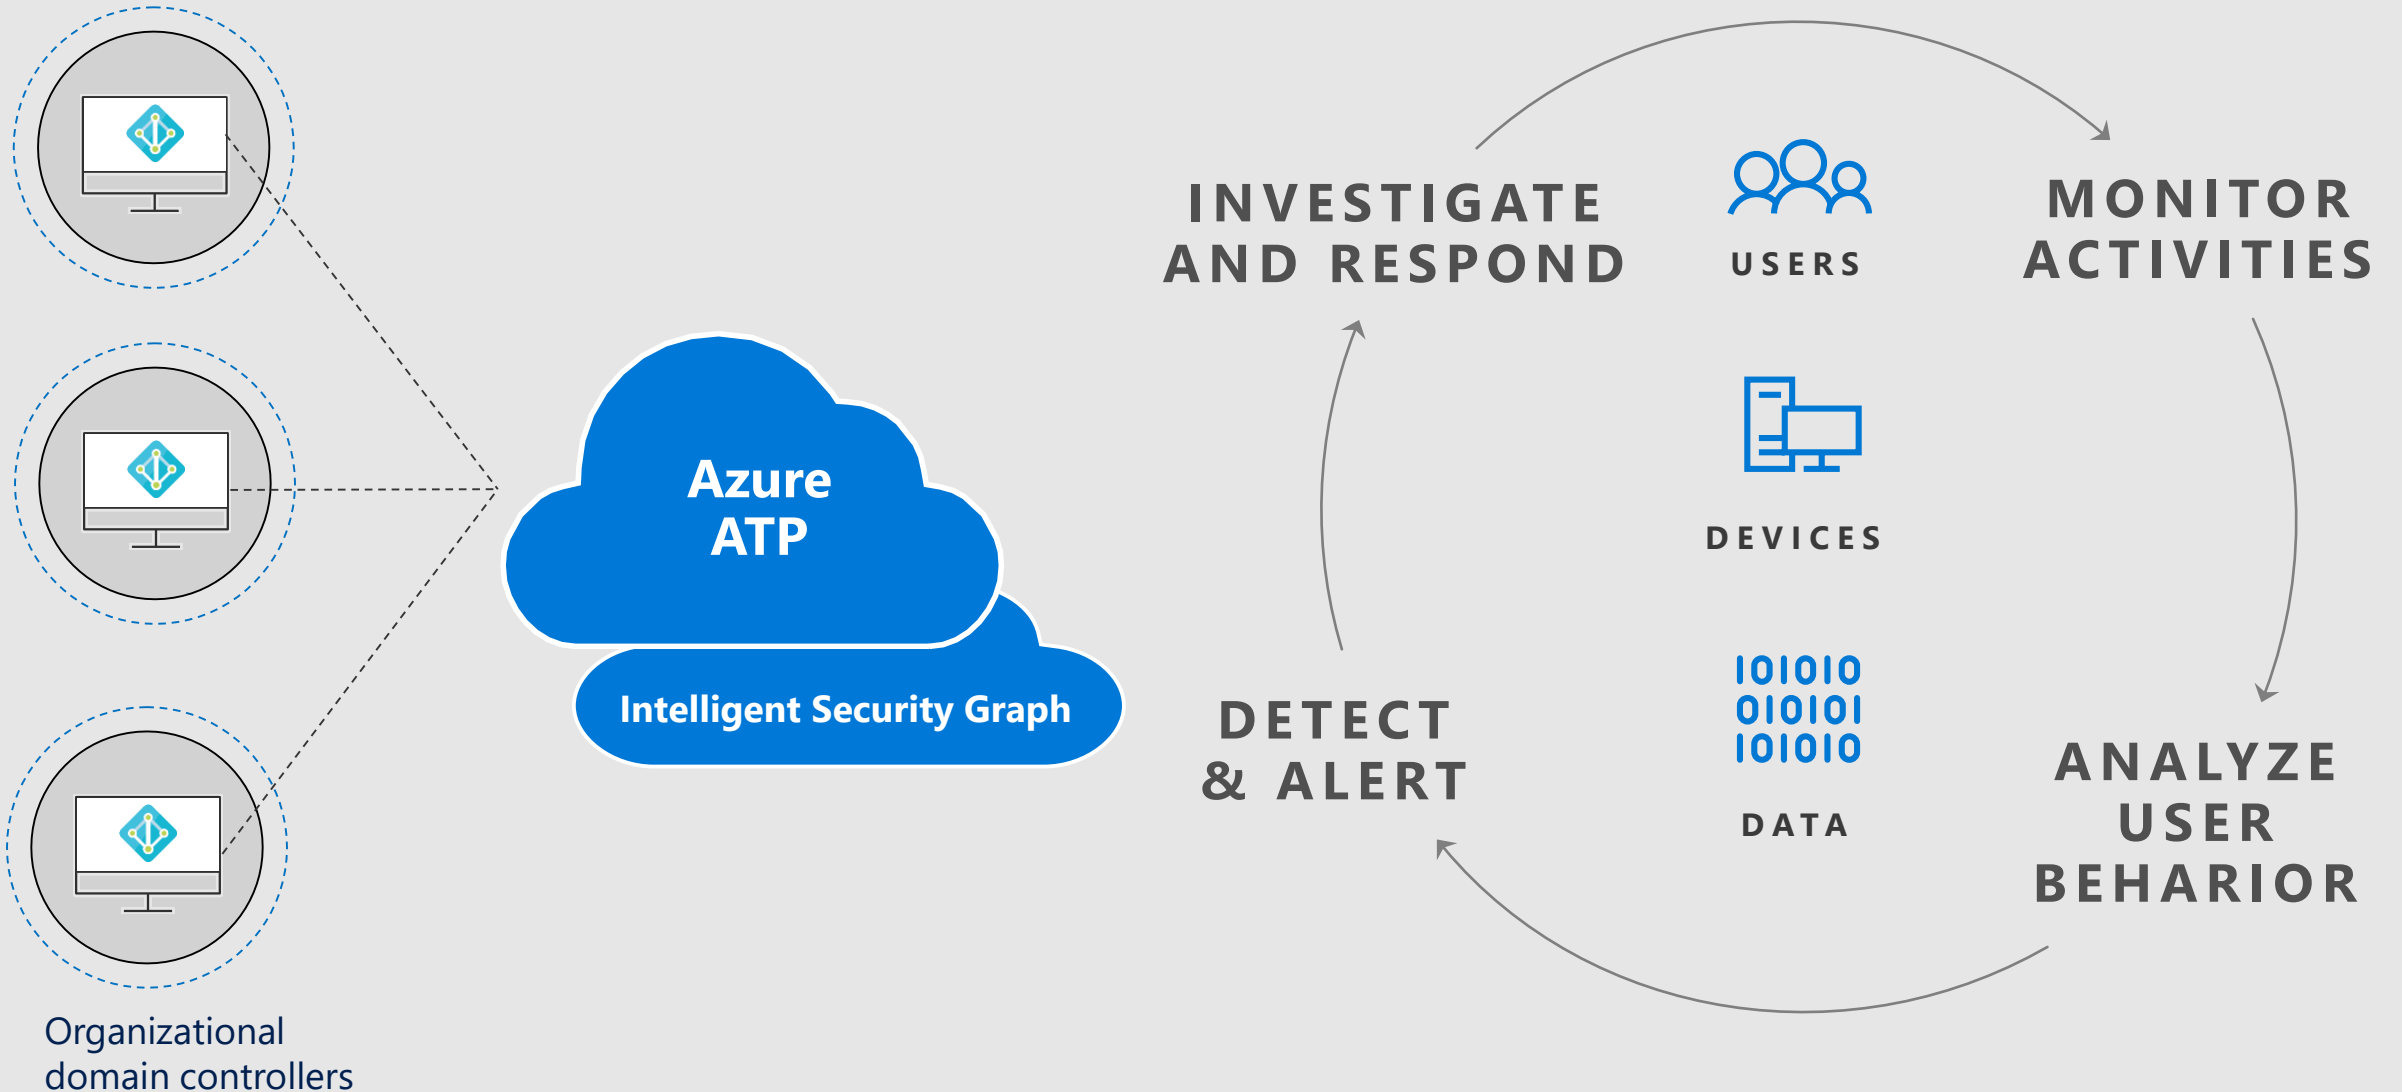 INVESTIGATE
AND RESPOND
USERS
MONITOR
ACTIVITIES
Azure
ATP
Intelligent Security Graph
DEVICES
DETECT
& ALERT
101010
010101
101010
DATA
ANALYZE
USER
BEHARIOR
Organizational
domain controllers